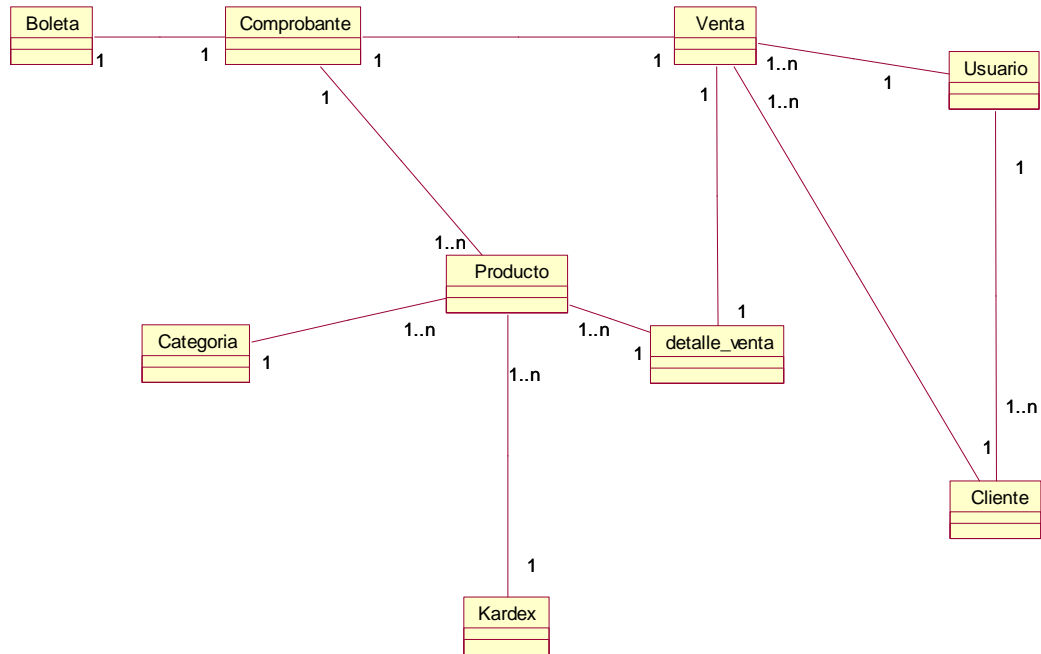 Boleta
Comprobante
Venta
Usuario
1
1
1
1
1..n
1
1
1..n
1
1
1..n
Producto
1..n
1..n
1
Categoria
1
1
detalle_venta
1..n
1..n
1
Cliente
1
Kardex